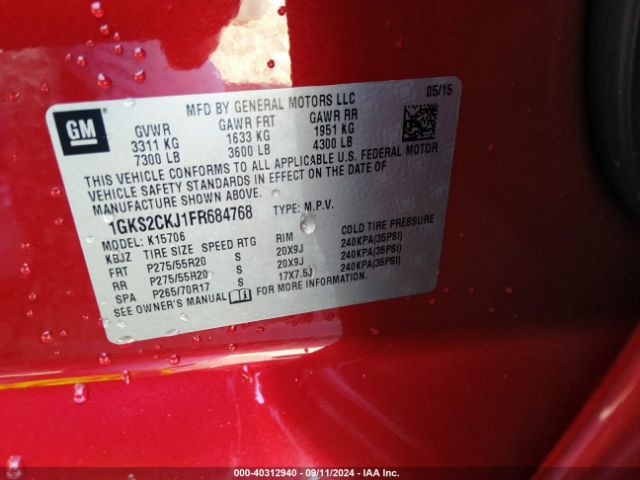 MFD BY GENERAL MOTORS LLC 05/15
GM GVWR GAWR FRT GAWR RR
3311 KG 1633 KG 1951 KG
7300 LB 3600 LB 4300 LB
THIS VEHICLE CONFORMS TO ALL APPLICABLE U.S. FEDERAL MOTOR
VEHICLE SAFETY STANDARDS IN EFFECT ON THE DATE OF
MANUFACTURE SHOWN ABOVE.
1GKS2CKJ1FR684768 TYPE: M.P.V.
MODEL: K15706
KBJZ TIRE SIZE SPEED RTG RIM COLD TIRE PRESSURE
FRT P275/55R20 S 20X9J 240KPA(35PSI)
RR P275/55R20 S 20X9J 240KPA(35PSI)
SPA P265/70R17 S 17X7.5J 240KPA(35PSI)
SEE OWNER'S MANUAL FOR MORE INFORMATION.
000-40312940 - 09/11/2024 - IAA Inc.